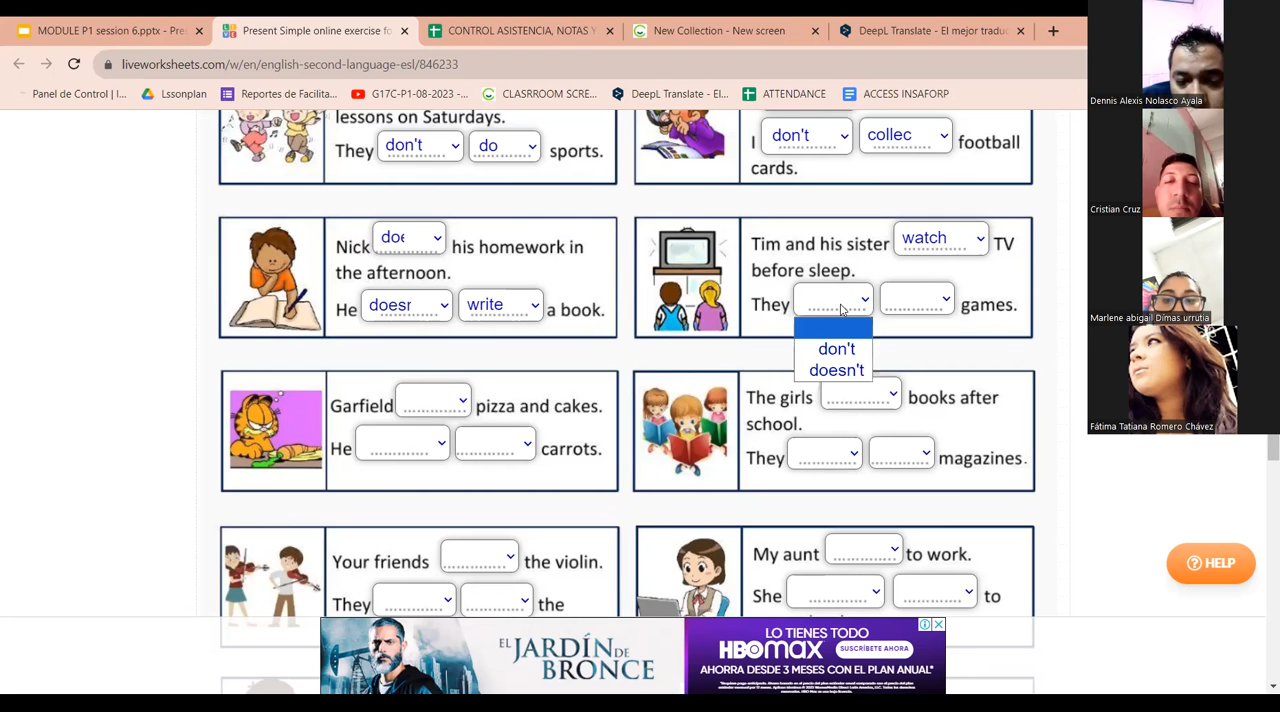 MODULE P1 session 6.pptx - Pre
Present Simple online exercise fo
CONTROL ASISTENCIA, NOTAS Y
New Collection - New screen
DeepL Translate - El mejor tradu
liveworksheets.com/w/en/english-second-language-esl/846233
Panel de Control | I...
Lssonplan
Reportes de Facilita...
G17C-P1-08-2023 ...
CLASRROOM SCRE...
DeepL Translate - El...
ATTENDANCE
ACCESS INSAFORP
lessons on Saturdays.
They don't do sports.
I don't collec football
cards.
Nick doe his homework in
the afternoon.
He doesr write a book.
Tim and his sister watch TV
before sleep.
They games.
don't
doesn't
Garfield pizza and cakes.
He carrots.
The girls books after
school.
They magazines.
Your friends the violin.
They the
My aunt to work.
She to
HELP
EL JARDÍN DE
BRONCE
LO TIENES TODO
HBOMAX SUSCRÍBETE AHORA
AHORRA DESDE 3 MESES CON EL PLAN ANUAL*
Dennis Alexis Nolasco Ayala
Cristian Cruz
Marlene abigail Dimas urrutia
Fátima Tatiana Romero Chávez